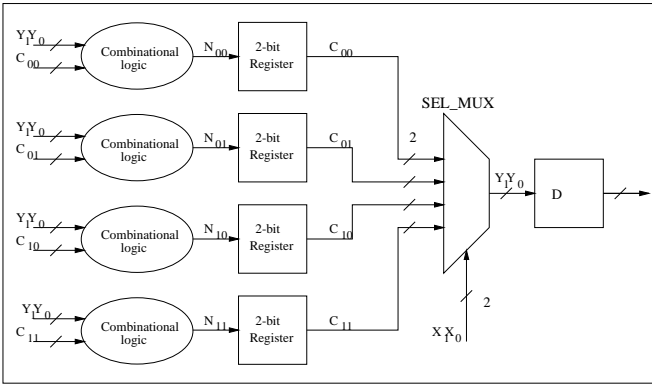 Y1Y0
C00
Combinational
logic
N00
2-bit
Register
C00
SEL_MUX
Y1Y0
C01
Combinational
logic
N01
2-bit
Register
C01
2
Y1Y0
D
Y1Y0
C10
Combinational
logic
N10
2-bit
Register
C10
Y1Y0
C11
Combinational
logic
N11
2-bit
Register
C11
2
X1X0